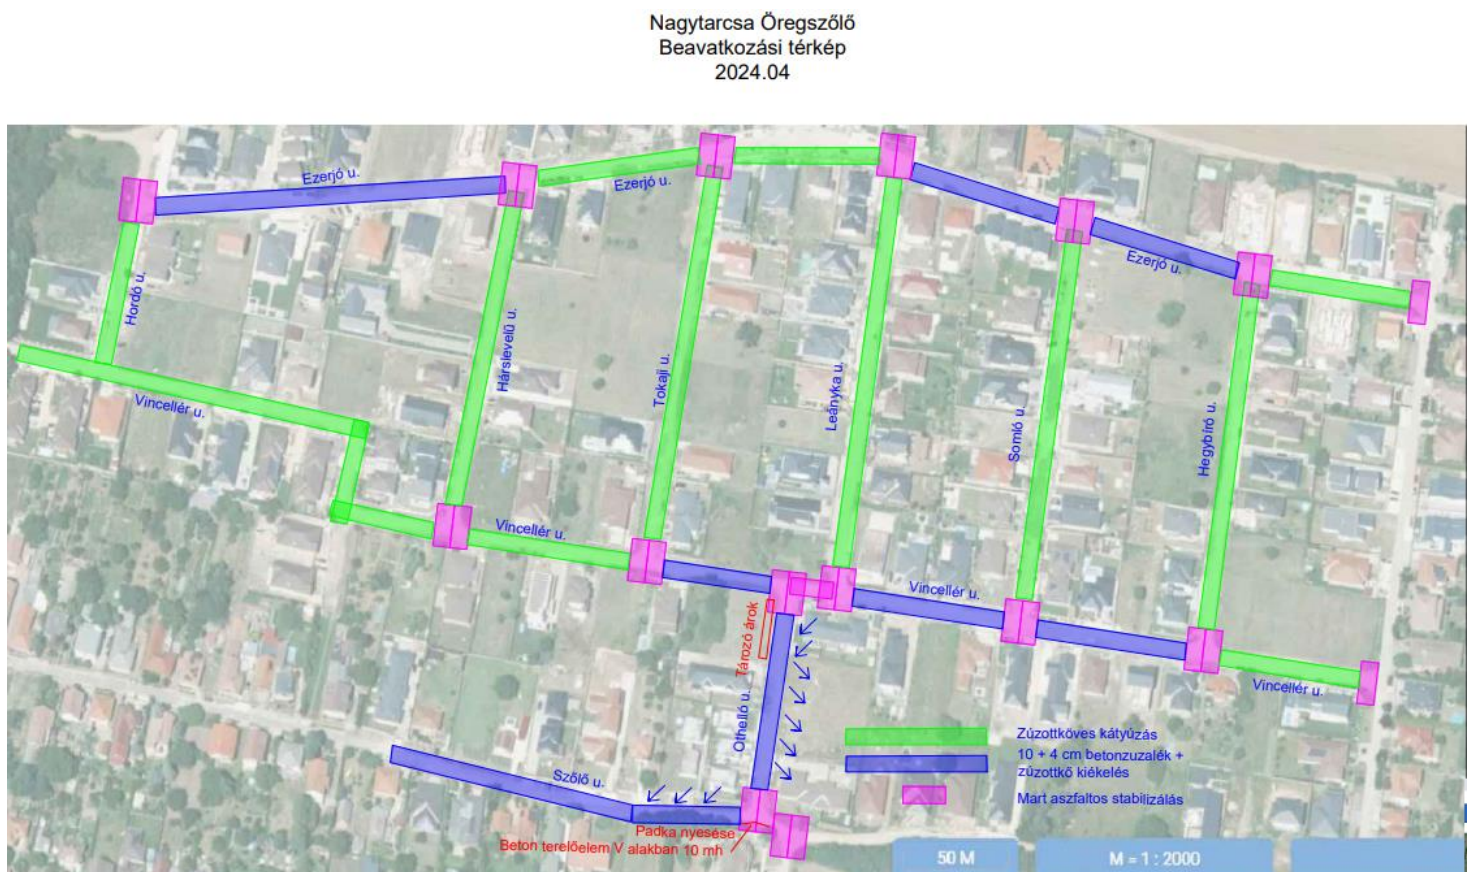 Nagytarcsa Öregszőlő
Beavatkozási térkép
2024.04
Ezerjó u.
Ezerjó u.
Ezerjó u.
Hordó u.
Hárslevelű u.
Tokaji u.
Leányka u.
Somló u.
Hegybíró u.
Vincellér u.
Vincellér u.
Vincellér u.
Vincellér u.
Tározó árok
Othelló u.
Szőlő u.
Padka nyesése
Beton terelőelem V alakban 10 mh
Zúzottköves kátyúzás
10 + 4 cm betonzuzalék +
zúzottkő kiékelés
Mart aszfaltos stabilizálás
50 M
M = 1 : 2000